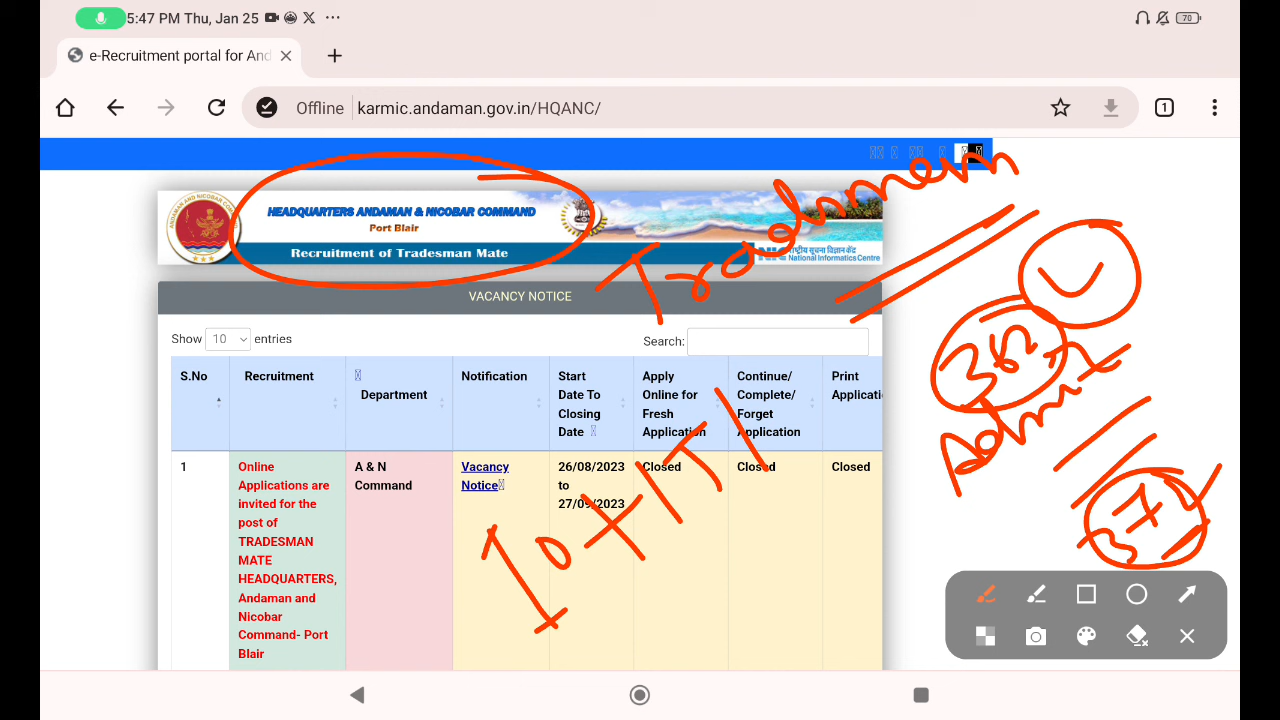 5:47 PM Thu, Jan 25
70
e-Recruitment portal for And
Offline karmic.andaman.gov.in/HQANC/
HEADQUARTERS ANDAMAN & NICOBAR COMMAND
Port Blair
Recruitment of Tradesman Mate
NIC राष्ट्रीय सूचना विज्ञान केंद्र
National Informatics Centre
VACANCY NOTICE
Show 10 entries
Search:
S.No
Recruitment
Department
Notification
Start Date To Closing Date
Apply Online for Fresh Application
Continue/ Complete/ Forget Application
Print Applicati
1
Online
Applications are
invited for the
post of
TRADESMAN
MATE
HEADQUARTERS,
Andaman and
Nicobar
Command- Port
Blair
A & N
Command
Vacancy
Notice
26/08/2023
to
27/09/2023
Closed
Closed
Closed
10+ITI